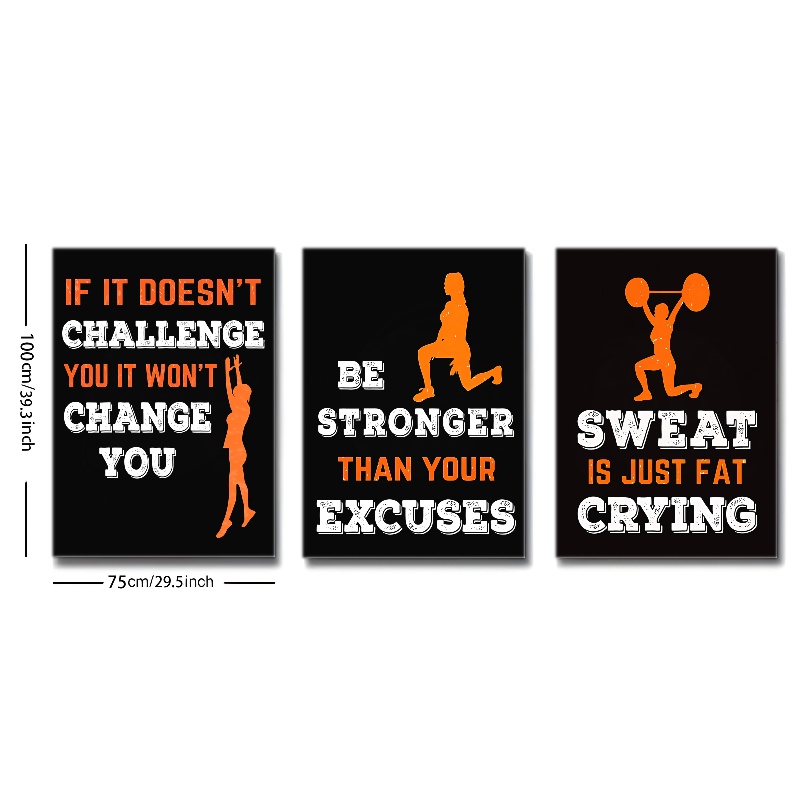 100cm/39.3inch
IF IT DOESN'T
CHALLENGE
YOU IT WON'T
CHANGE
YOU
75cm/29.5inch
BE
STRONGER
THAN YOUR
EXCUSES
SWEAT
IS JUST FAT
CRYING